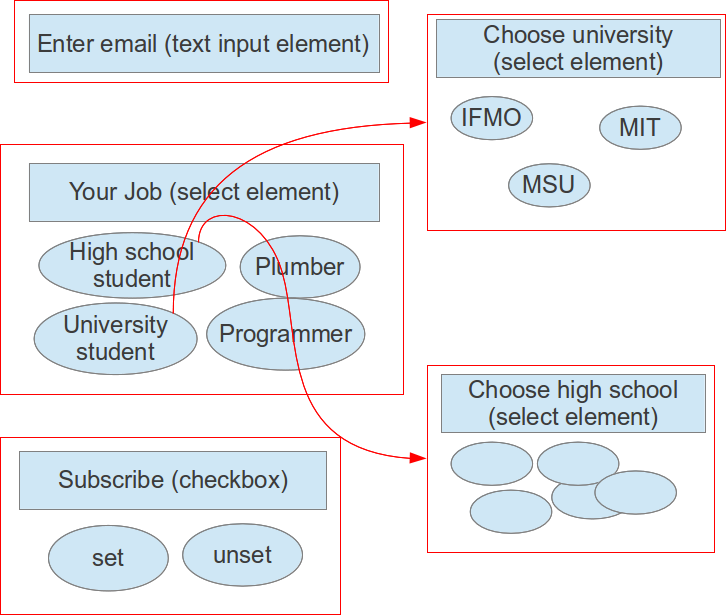 Enter email (text input element)
Choose university
(select element)
IFMO
MIT
MSU
Your Job (select element)
High school
student
Plumber
University
student
Programmer
Choose high school
(select element)
Subscribe (checkbox)
set
unset